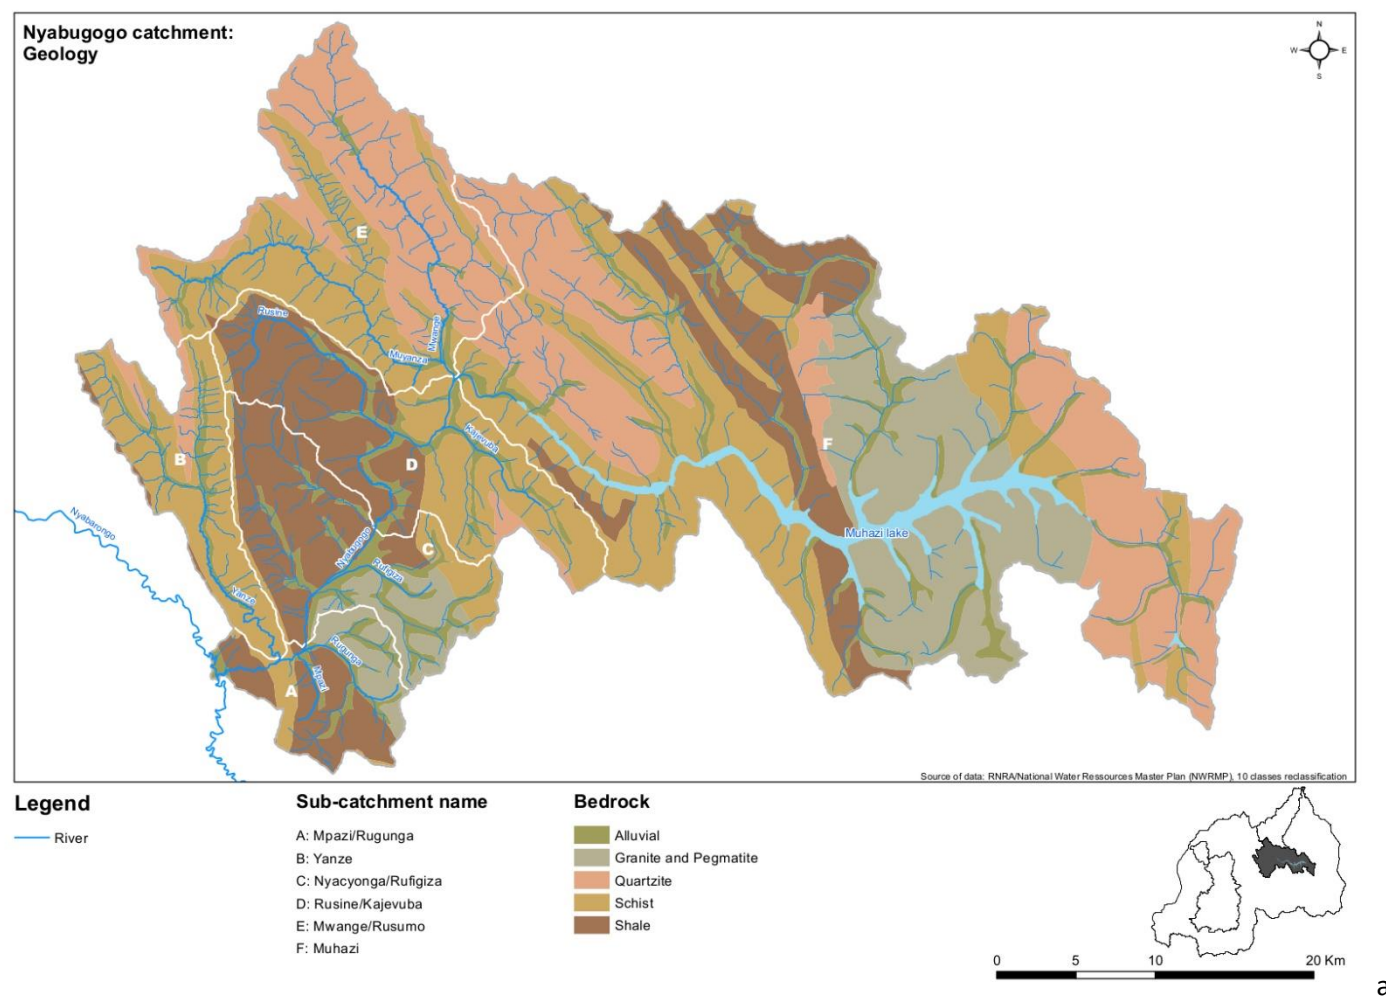 Nyabugogo catchment:
Geology
N
W
E
S
E
Rusine
Mwange
Muyanza
B
Kajevuba
D
F
Nyabarongo
Nyabugogo
Muhazi lake
C
Rufigiza
Yanze
Rugunga
Mpazi
A
Source of data: RNRA/National Water Ressources Master Plan (NWRMP), 10 classes reclassification
Legend
River
Sub-catchment name
A: Mpazi/Rugunga
B: Yanze
C: Nyacyonga/Rufigiza
D: Rusine/Kajevuba
E: Mwange/Rusumo
F: Muhazi
Bedrock
Alluvial
Granite and Pegmatite
Quartzite
Schist
Shale
0 5 10 20 Km
a